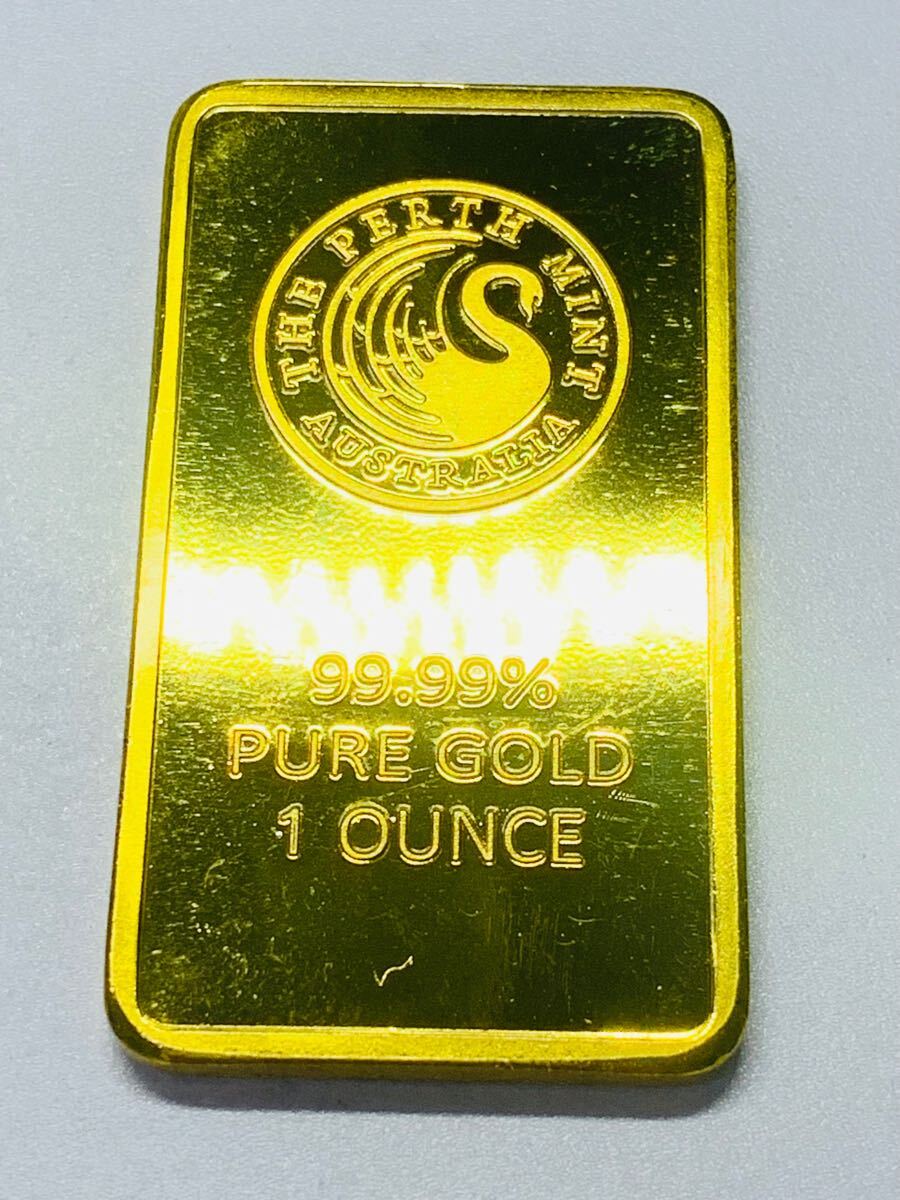 THE PERTH MINT
AUSTRALIA
99.99%
PURE GOLD
1 OUNCE